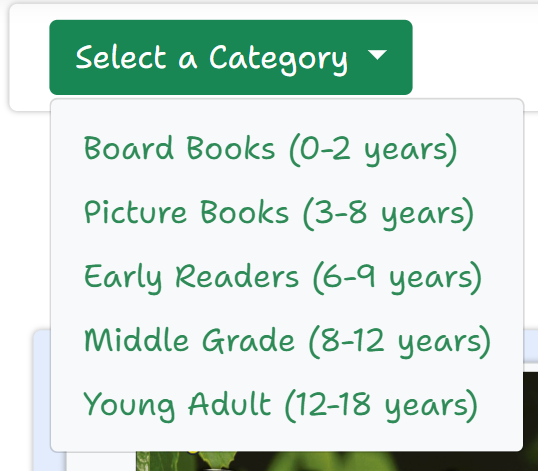 Select a Category
Board Books (0-2 years)
Picture Books (3-8 years)
Early Readers (6-9 years)
Middle Grade (8-12 years)
Young Adult (12-18 years)